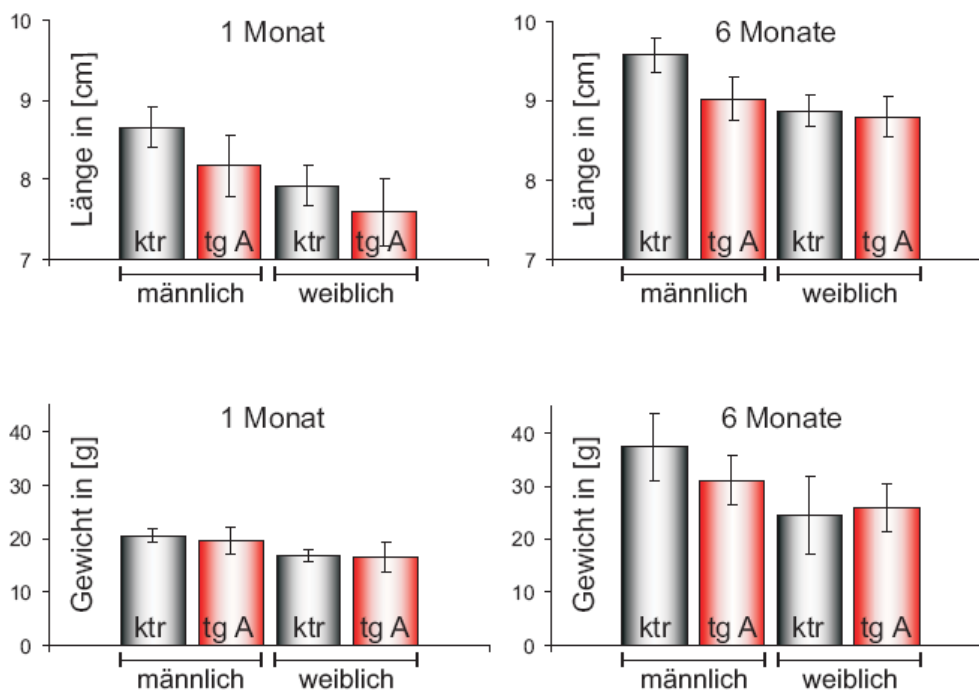 1 Monat
Länge in [cm]
10
9
8
7
ktr
tg A
ktr
tg A
männlich
weiblich
6 Monate
Länge in [cm]
10
9
8
7
ktr
tg A
ktr
tg A
männlich
weiblich
1 Monat
Gewicht in [g]
40
30
20
10
0
ktr
tg A
ktr
tg A
männlich
weiblich
6 Monate
Gewicht in [g]
40
30
20
10
0
ktr
tg A
ktr
tg A
männlich
weiblich